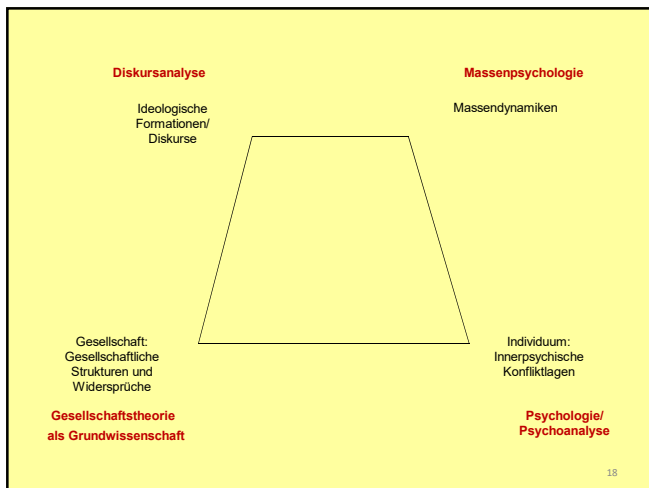 Diskursanalyse
Massenpsychologie
Ideologische
Formationen/
Diskurse
Massendynamiken
Gesellschaft:
Gesellschaftliche
Strukturen und
Widersprüche
Individuum:
Innerpsychische
Konfliktlagen
Gesellschaftstheorie
als Grundwissenschaft
Psychologie/
Psychoanalyse
18